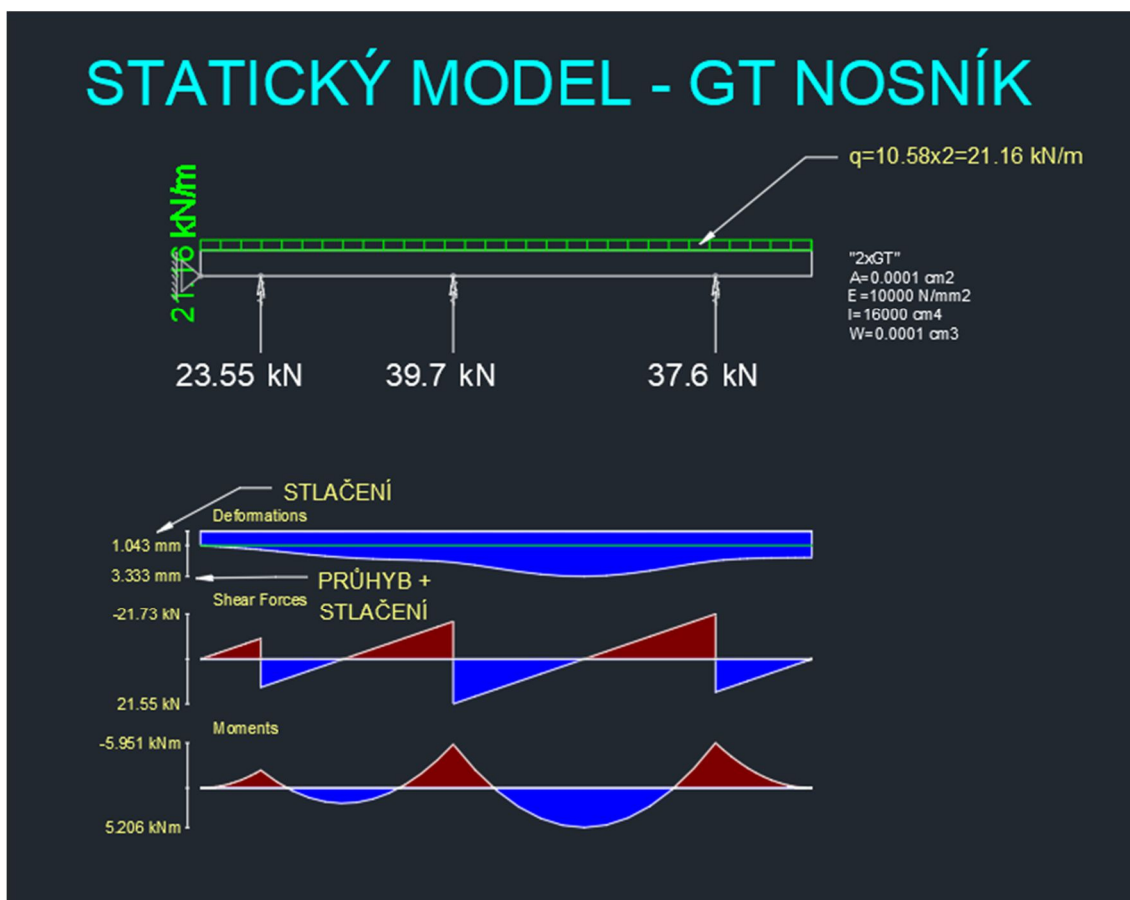 STATICKÝ MODEL - GT NOSNÍK
q=10.58x2=21.16 kN/m
21.16 kN/m
"2xGT"
A=0.0001 cm2
E =10000 N/mm2
I=16000 cm4
W=0.0001 cm3
23.55 kN
39.7 kN
37.6 kN
STLAČENÍ
Deformations
1.043 mm
3.333 mm
PRŮHYB +
STLAČENÍ
Shear Forces
-21.73 kN
21.55 kN
Moments
-5.951 kNm
5.206 kNm